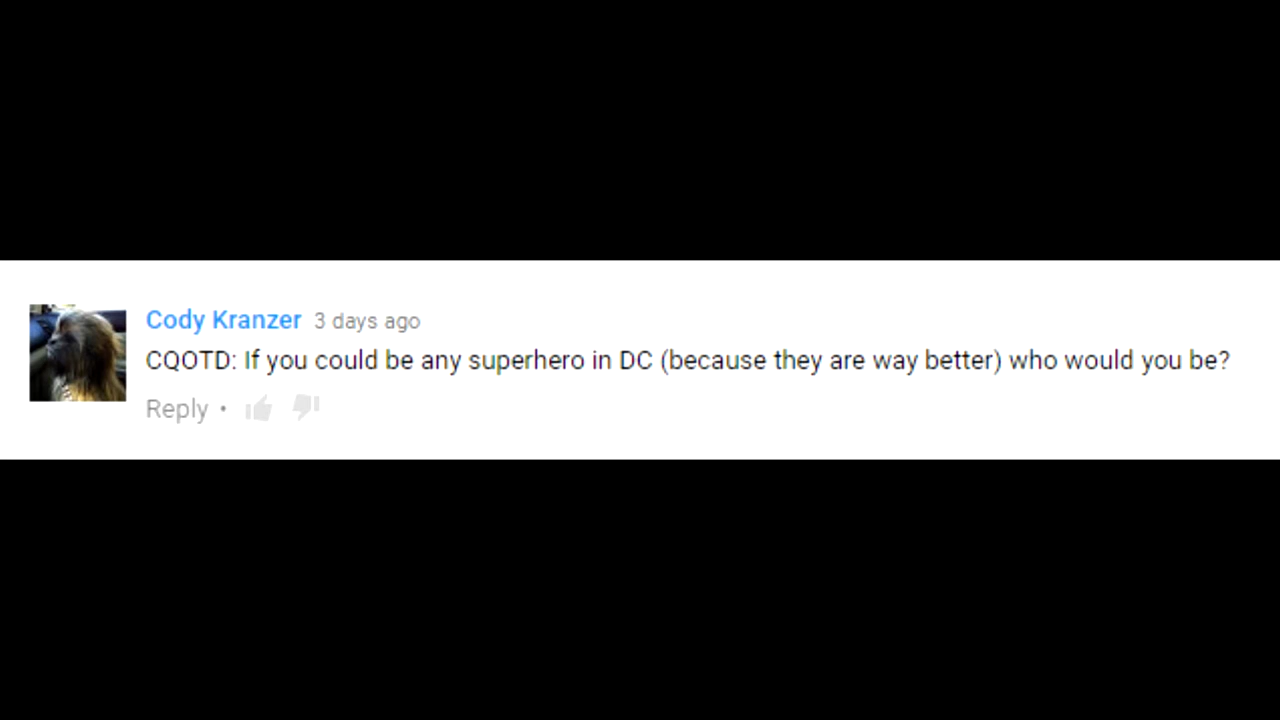 Cody Kranzer 3 days ago
CQOTD: If you could be any superhero in DC (because they are way better) who would you be?
Reply •